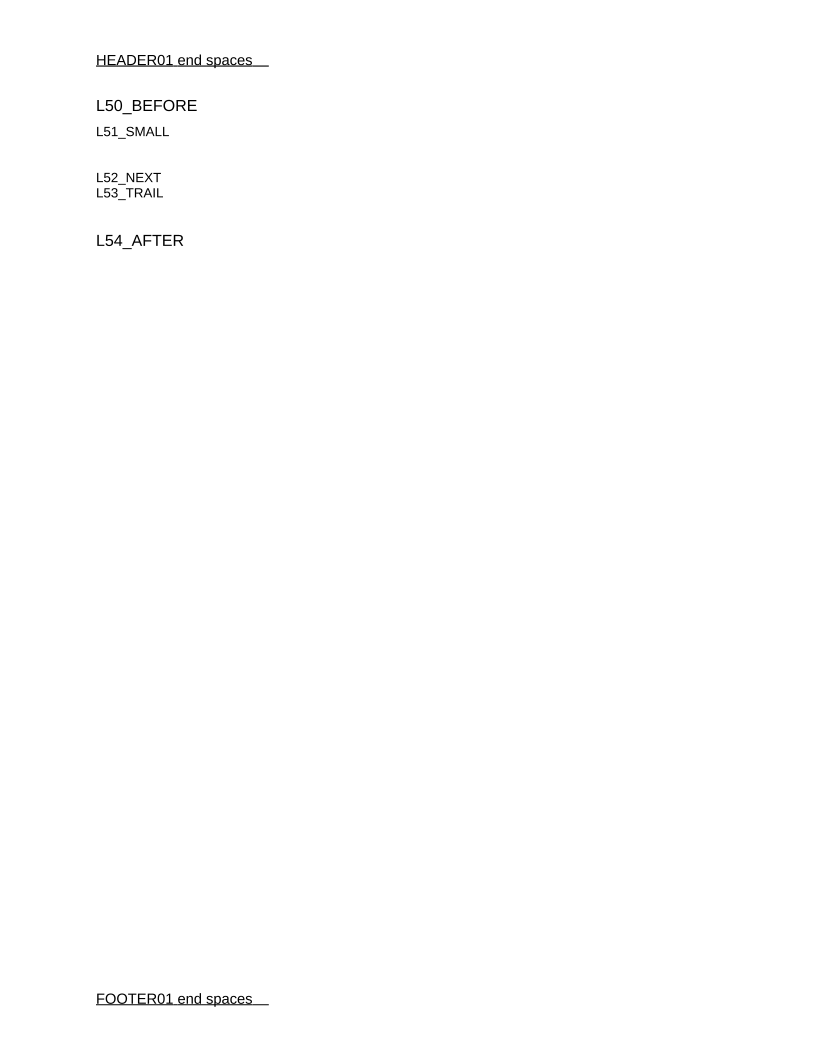 HEADER01 end spaces
L50_BEFORE
L51_SMALL
L52_NEXT
L53_TRAIL
L54_AFTER
FOOTER01 end spaces